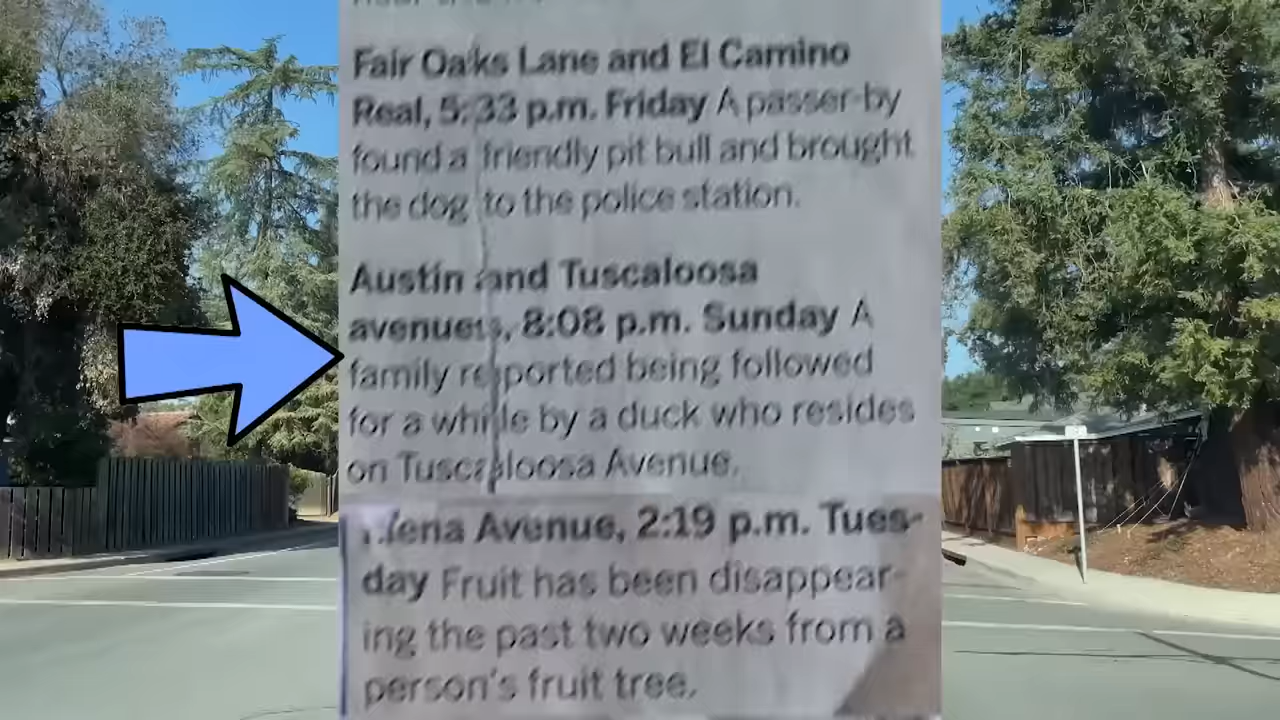 Fair Oaks Lane and El Camino
Real, 5:33 p.m. Friday A passer-by
found a friendly pit bull and brought
the dog to the police station.
Austin and Tuscaloosa
avenues, 8:08 p.m. Sunday A
family reported being followed
for a while by a duck who resides
on Tuscaloosa Avenue.
Avenue, 2:19 p.m. Tues-
day Fruit has been disappear-
ing the past two weeks from a
person's fruit tree.